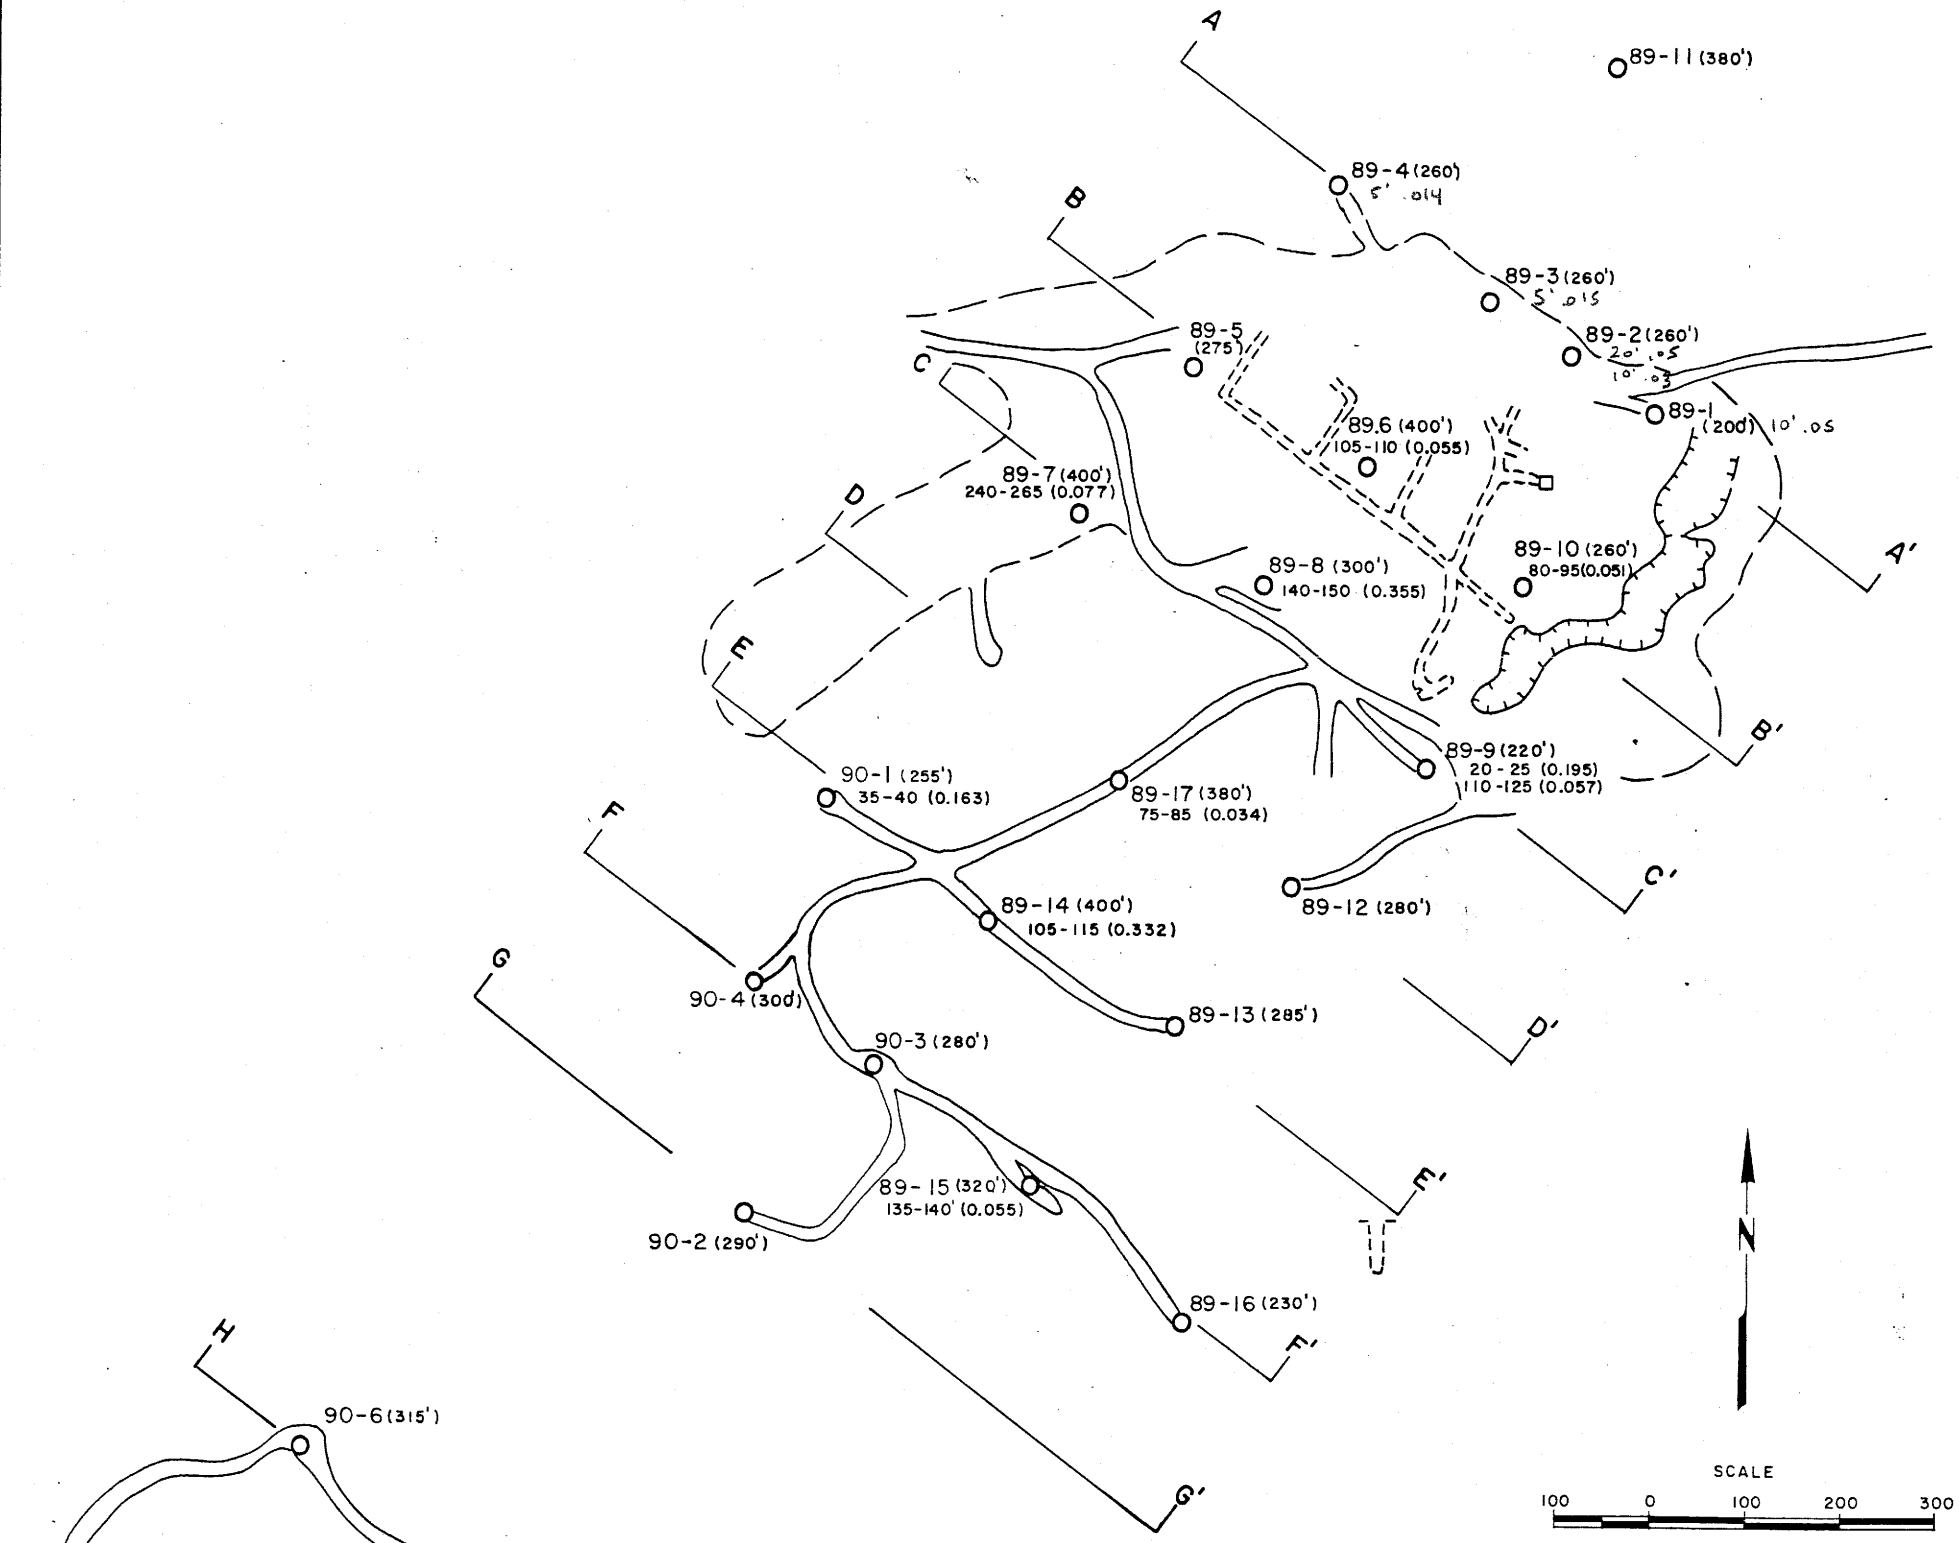 A
89-11 (380')
89-4 (260')
5' .014
B
89-3 (260')
5' .015
89-5
(275')
89-2 (260')
20' .05
10' .03
C
89-1
(200') 10' .05
89.6 (400')
105-110 (0.055)
89-7 (400')
240-265 (0.077)
D
89-8 (300')
140-150 (0.355)
89-10 (260')
80-95(0.051)
A'
E
B'
90-1 (255')
35-40 (0.163)
89-9 (220')
20-25 (0.195)
110-125 (0.057)
89-17 (380')
75-85 (0.034)
F
C'
89-14 (400')
105-115 (0.332)
89-12 (280')
G
90-4 (300')
89-13 (285')
D'
90-3 (280')
E'
89-15 (320')
135-140' (0.055)
90-2 (290')
N
89-16 (230')
F'
H
90-6 (315')
G'
SCALE
100 0 100 200 300